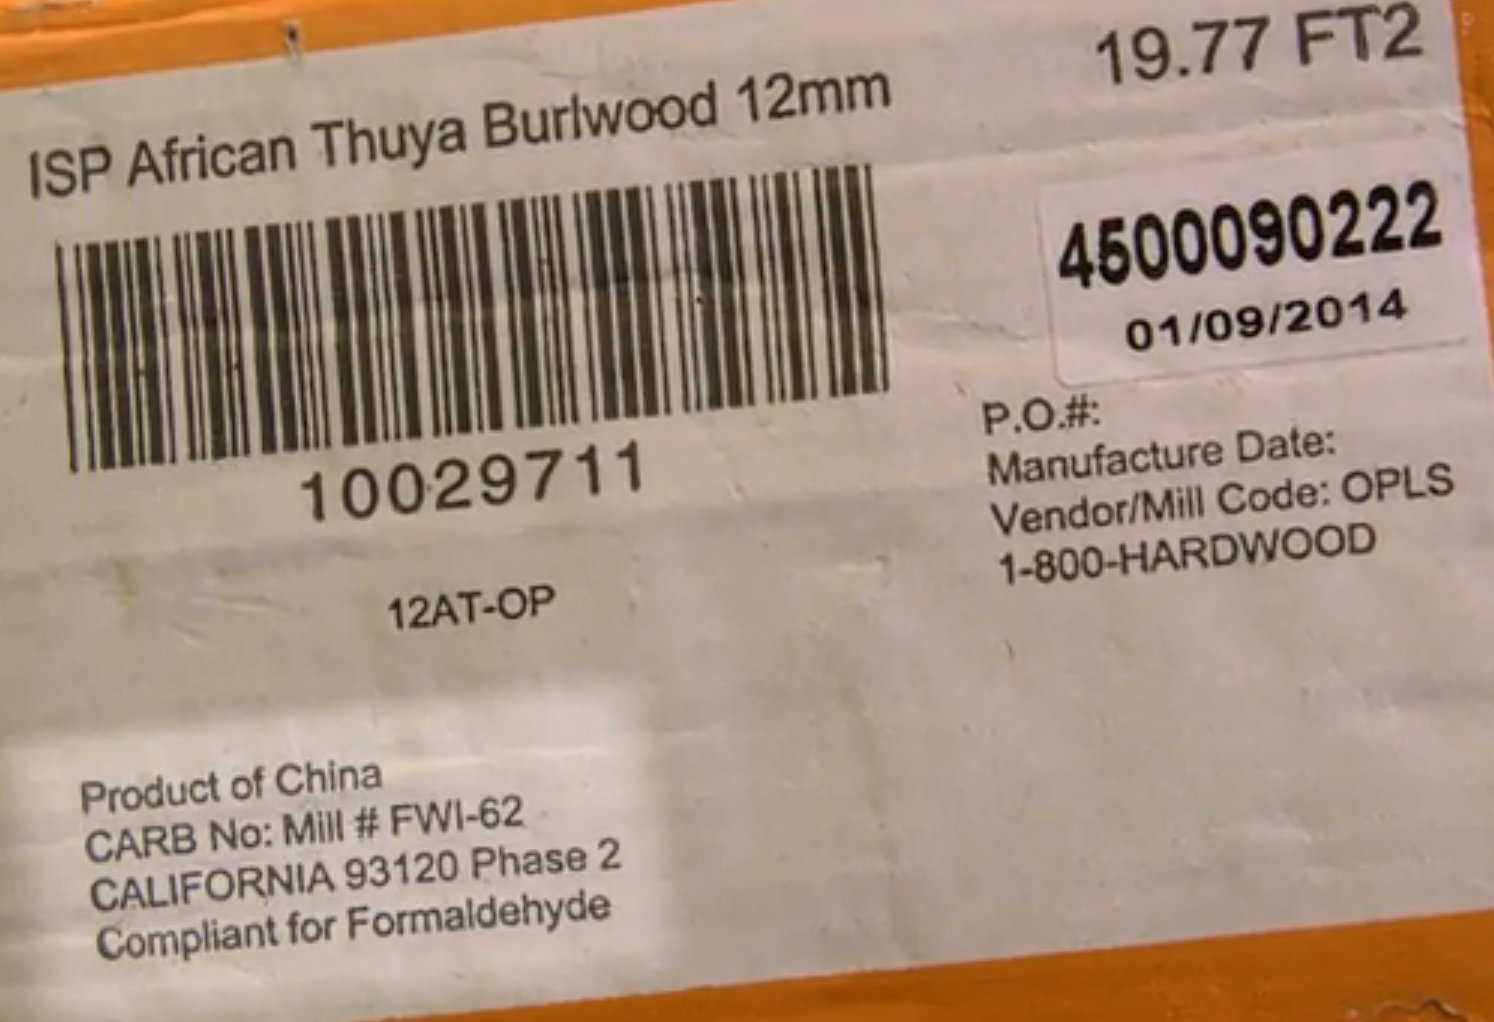 19.77 FT2
ISP African Thuya Burlwood 12mm
4500090222
01/09/2014
10029711
P.O.#:
Manufacture Date:
Vendor/Mill Code: OPLS
1-800-HARDWOOD
12AT-OP
Product of China
CARB No: Mill # FWI-62
CALIFORNIA 93120 Phase 2
Compliant for Formaldehyde